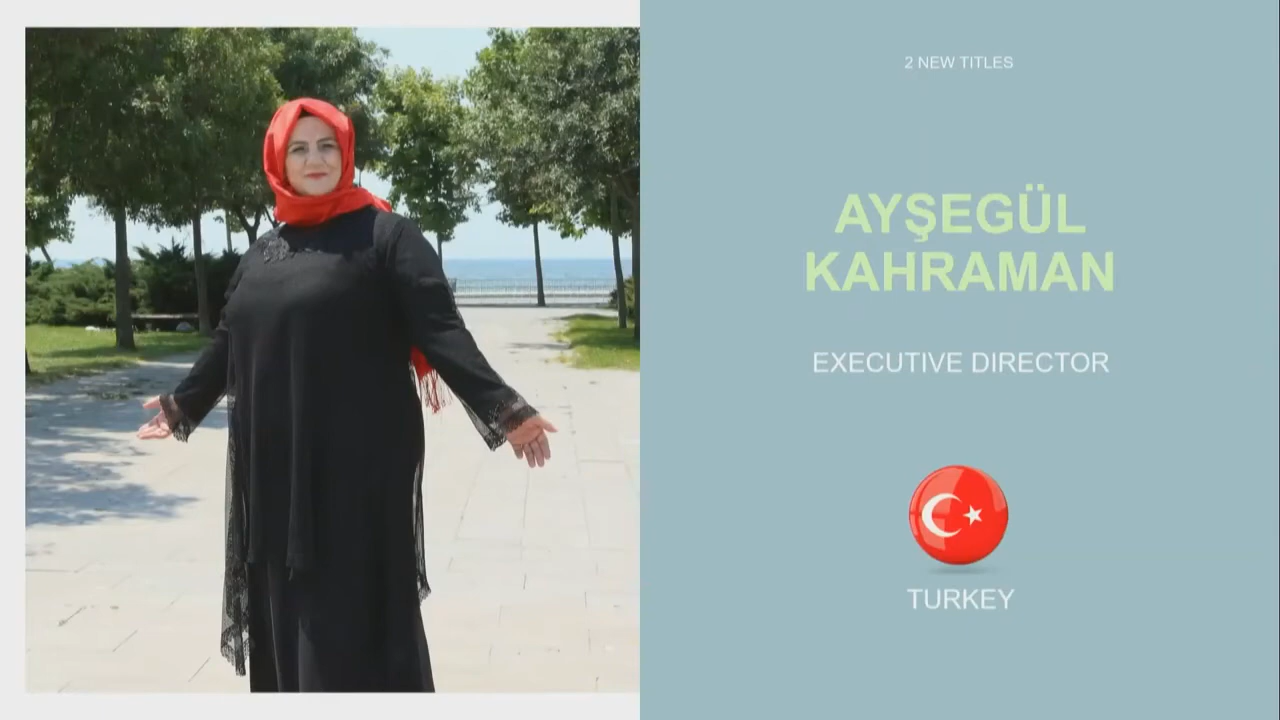 2 NEW TITLES
AYŞEGÜL
KAHRAMAN
EXECUTIVE DIRECTOR
TURKEY